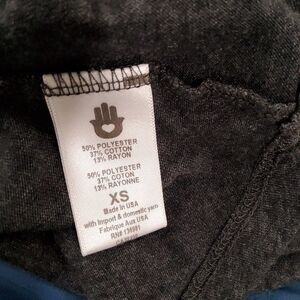 50% POLYESTER
37% COTTON
13% RAYON
50% POLYESTER
37% COTON
13% RAYONNE
XS
Made in USA
with Import & domestic yarn
Fabrique Aux USA